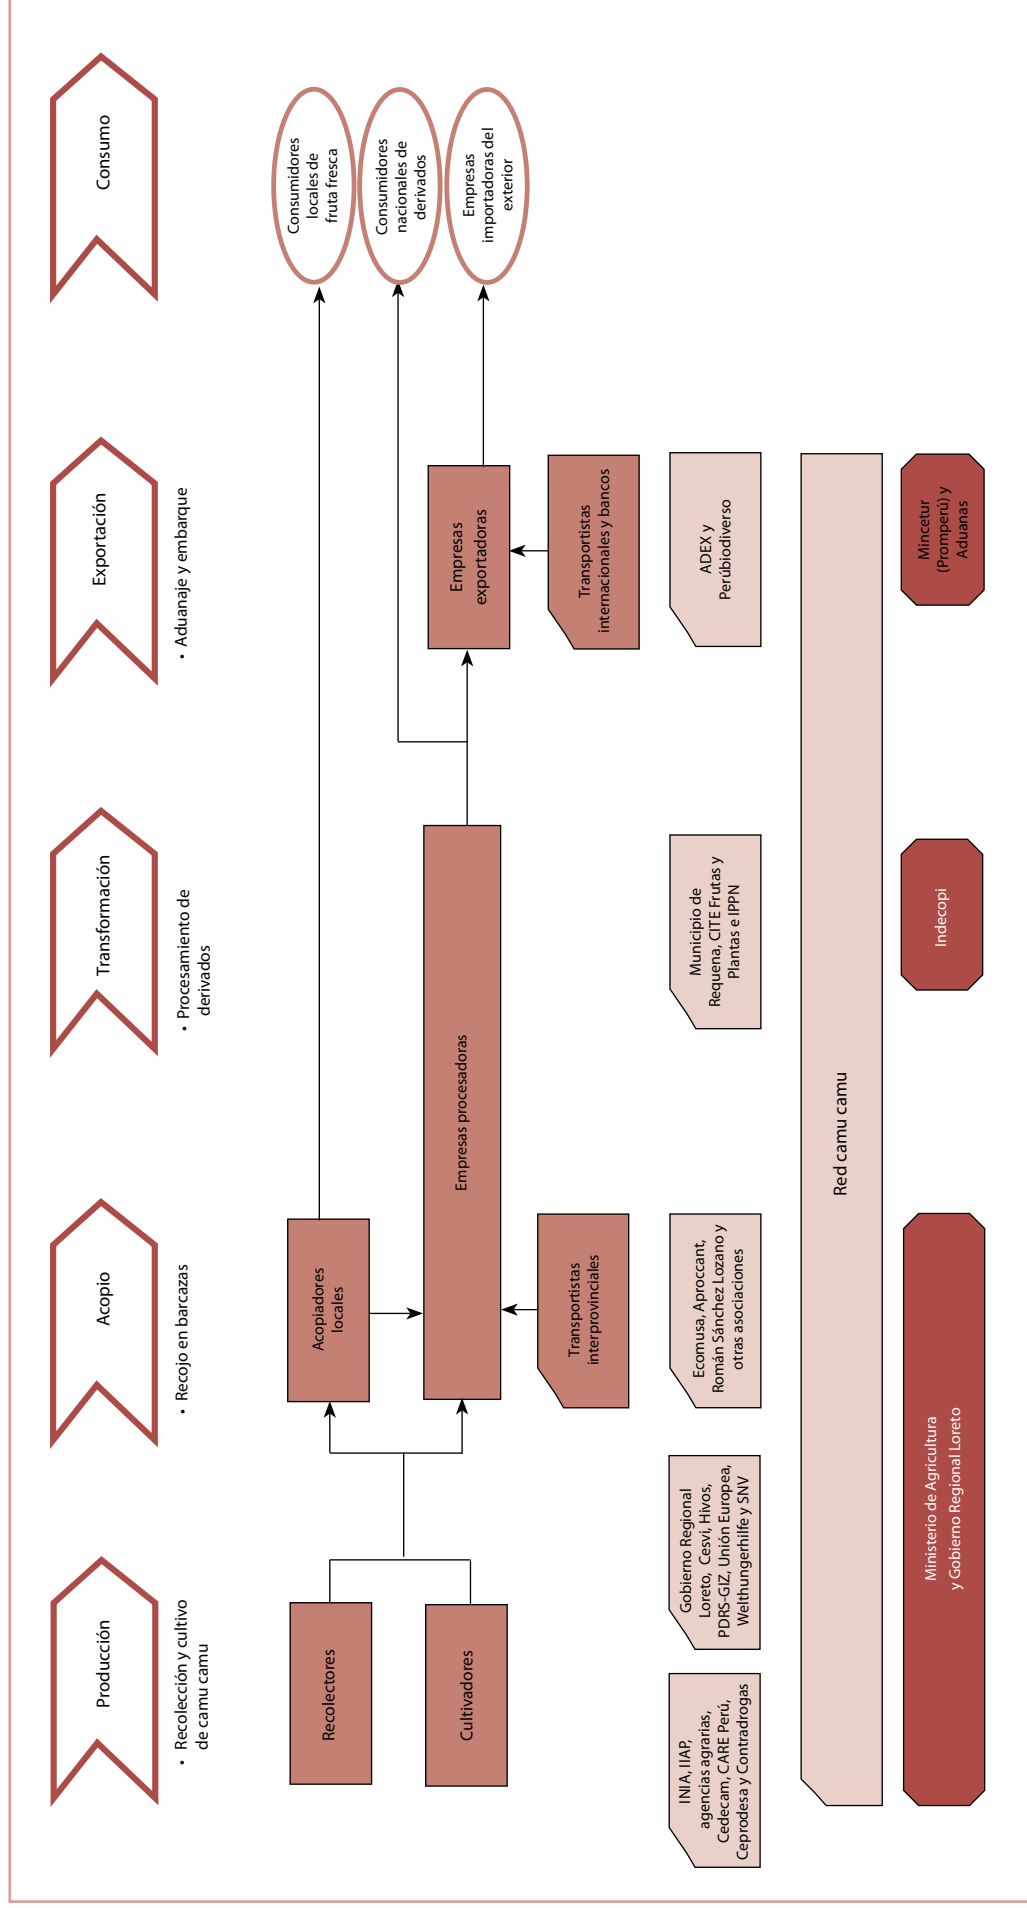 Producción
Acopio
Transformación
Exportación
Consumo
• Recolección y cultivo
de camu camu
• Recojo en barcazas
• Procesamiento de
derivados
• Aduanaje y embarque
Recolectores
Cultivadores
Acopiadores
locales
Empresas procesadoras
Transportistas
interprovinciales
Empresas
exportadoras
Transportistas
internacionales y bancos
Consumidores
locales de
fruta fresca
Consumidores
nacionales de
derivados
Empresas
importadoras del
exterior
INIA, IIAP,
agencias agrarias,
Cedecam, CARE Perú,
Ceprodesa y Contradrogas
Gobierno Regional
Loreto, Cesvi, Hivos,
PDRS-GIZ, Unión Europea,
Welthungerhilfe y SNV
Ecomusa, Aproccant,
Román Sánchez Lozano y
otras asociaciones
Municipio de
Requena, CITE Frutas y
Plantas e IPPN
ADEX y
Perúbiodiverso
Red camu camu
Ministerio de Agricultura
y Gobierno Regional Loreto
Indecopi
Mincetur
(Promperú) y
Aduanas